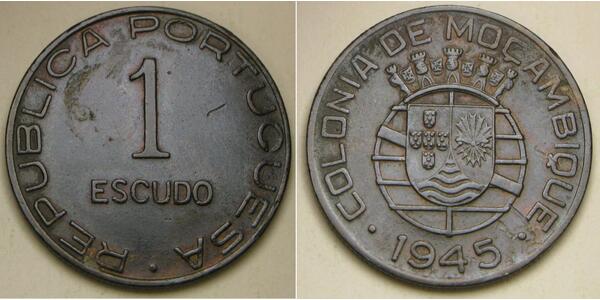 REPUBLICA PORTUGUESA
1
ESCUDO
COLONIA DE MOÇAMBIQUE
1945